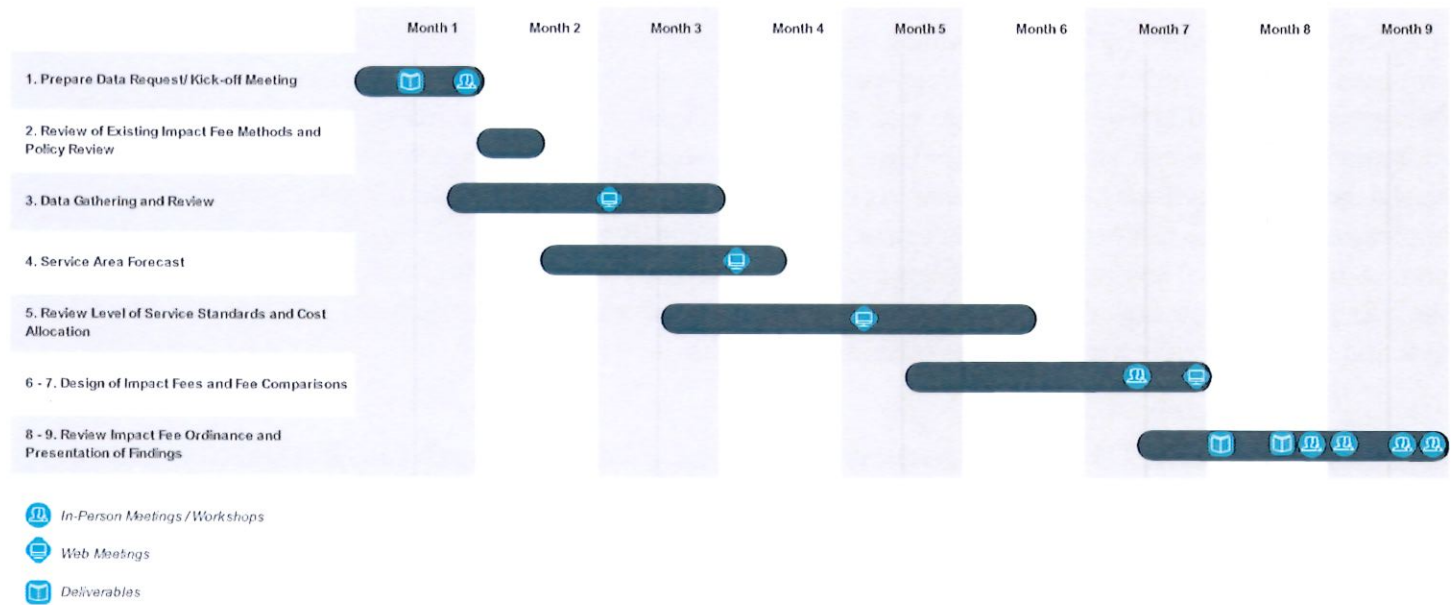 Month 1 Month 2 Month 3 Month 4 Month 5 Month 6 Month 7 Month 8 Month 9
1. Prepare Data Request/ Kick-off Meeting
2. Review of Existing Impact Fee Methods and
Policy Review
3. Data Gathering and Review
4. Service Area Forecast
5. Review Level of Service Standards and Cost
Allocation
6 - 7. Design of Impact Fees and Fee Comparisons
8 - 9. Review Impact Fee Ordinance and
Presentation of Findings
In-Person Meetings / Workshops
Web Meetings
Deliverables